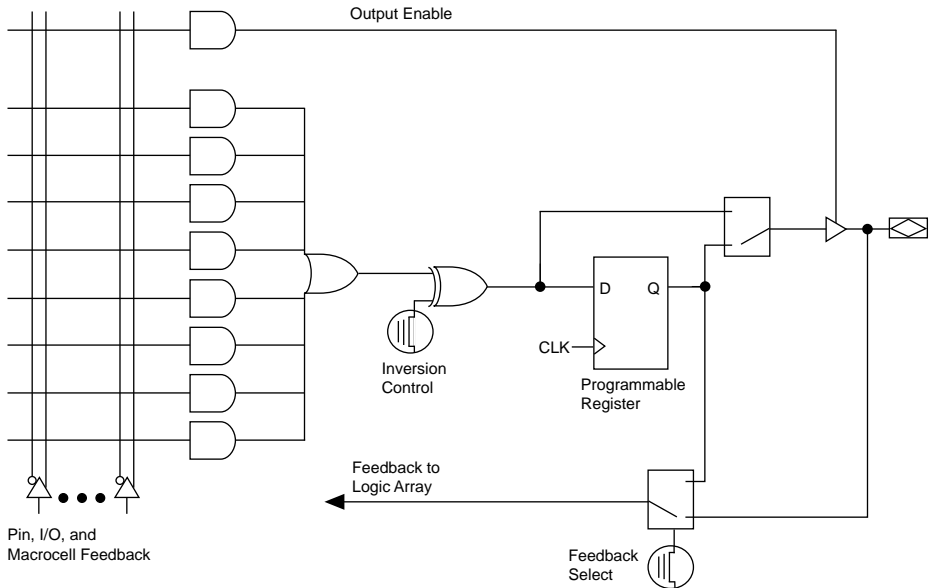 Output Enable
D
Q
CLK
Inversion
Control
Programmable
Register
Feedback to
Logic Array
Pin, I/O, and
Macrocell Feedback
Feedback
Select